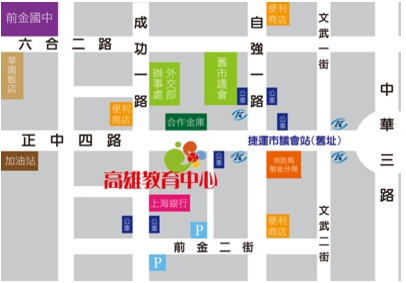 前金國中
便利商店
六合二路
成功一路
自強一路
文武一街
華園飯店
外交部辦事處
舊市議會
便利商店
公車
公車
合作金庫
中華三路
正中四路
捷運市議會站(舊址)
加油站
公車
消防局
前金分局
高雄教育中心
上海銀行
公車
公車
P
便利商店
文武二街
前金二街
P